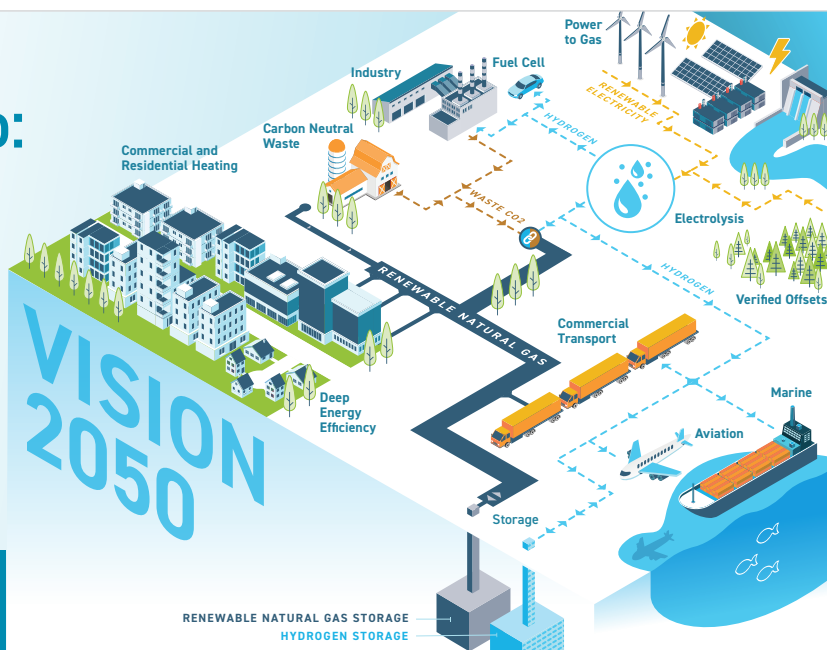 Power
to Gas
Fuel Cell
Industry
RENEWABLE
ELECTRICITY
HYDROGEN
Carbon Neutral
Waste
Commercial and
Residential Heating
WASTE CO2
Electrolysis
HYDROGEN
Verified Offsets
RENEWABLE NATURAL GAS
Commercial
Transport
VISION
2050
Deep
Energy
Efficiency
Marine
Aviation
Storage
RENEWABLE NATURAL GAS STORAGE
HYDROGEN STORAGE